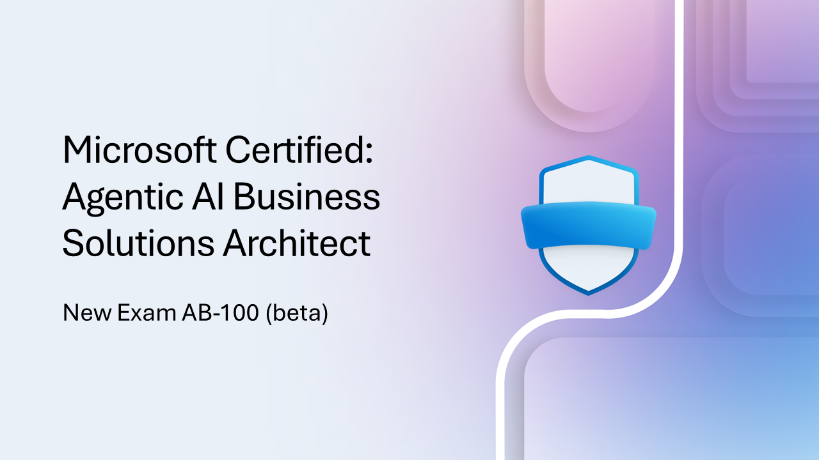 Microsoft Certified:
Agentic AI Business
Solutions Architect
New Exam AB-100 (beta)